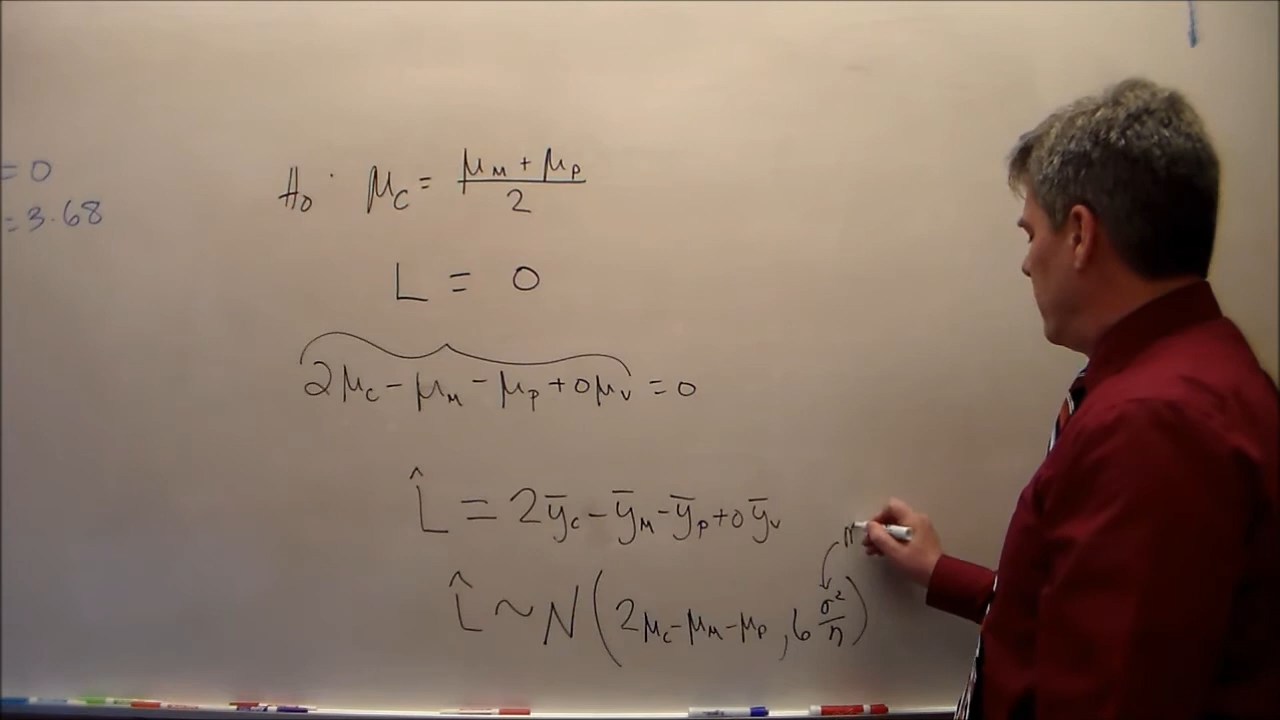 = 0
= 3.68
H₀: μ_C = (μ_M + μ_P)/2
L = 0
2μ_C − μ_M − μ_P + 0μ_V = 0
L̂ = 2ȳ_C − ȳ_M − ȳ_P + 0ȳ_V
L̂ ~ N(2μ_C − μ_M − μ_P, 6 σ²/n)